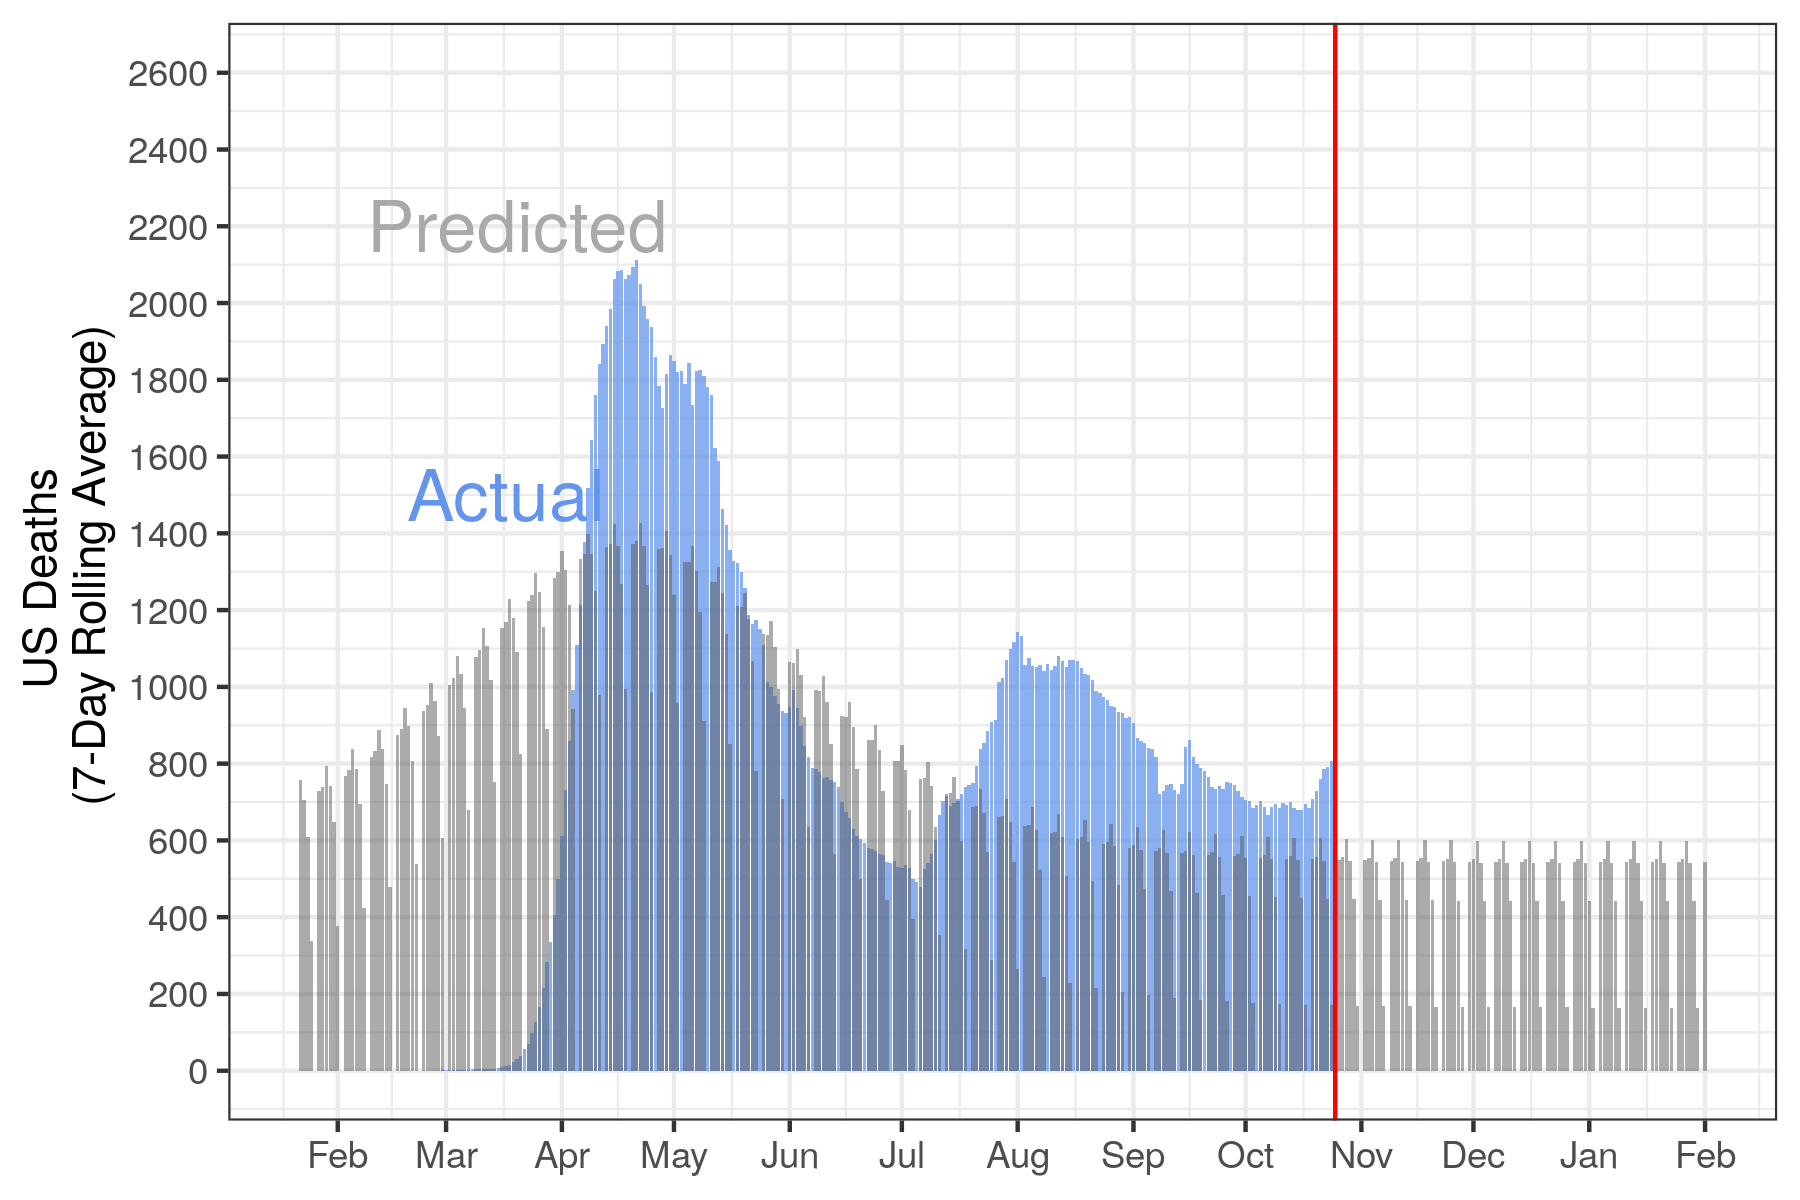 US Deaths
(7-Day Rolling Average)
2600
2400
2200
2000
1800
1600
1400
1200
1000
800
600
400
200
0
Predicted
Actual
Feb Mar Apr May Jun Jul Aug Sep Oct Nov Dec Jan Feb